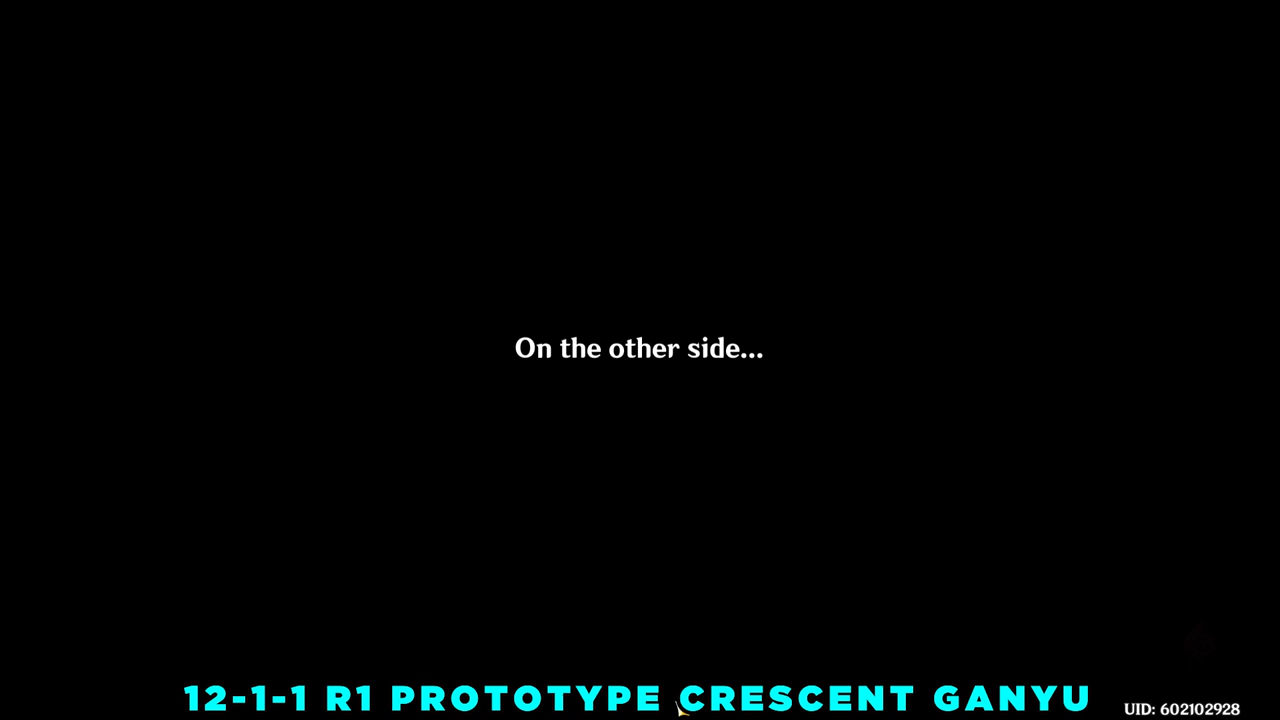 On the other side...
12-1-1 R1 PROTOTYPE CRESCENT GANYU
UID: 602102928